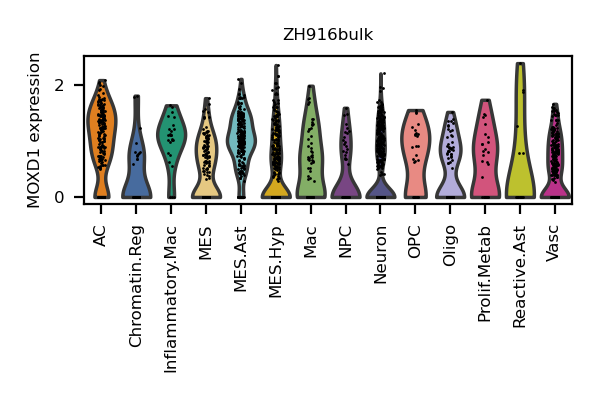 ZH916bulk
MOXD1 expression
2
0
AC
Chromatin.Reg
Inflammatory.Mac
MES
MES.Ast
MES.Hyp
Mac
NPC
Neuron
OPC
Oligo
Prolif.Metab
Reactive.Ast
Vasc